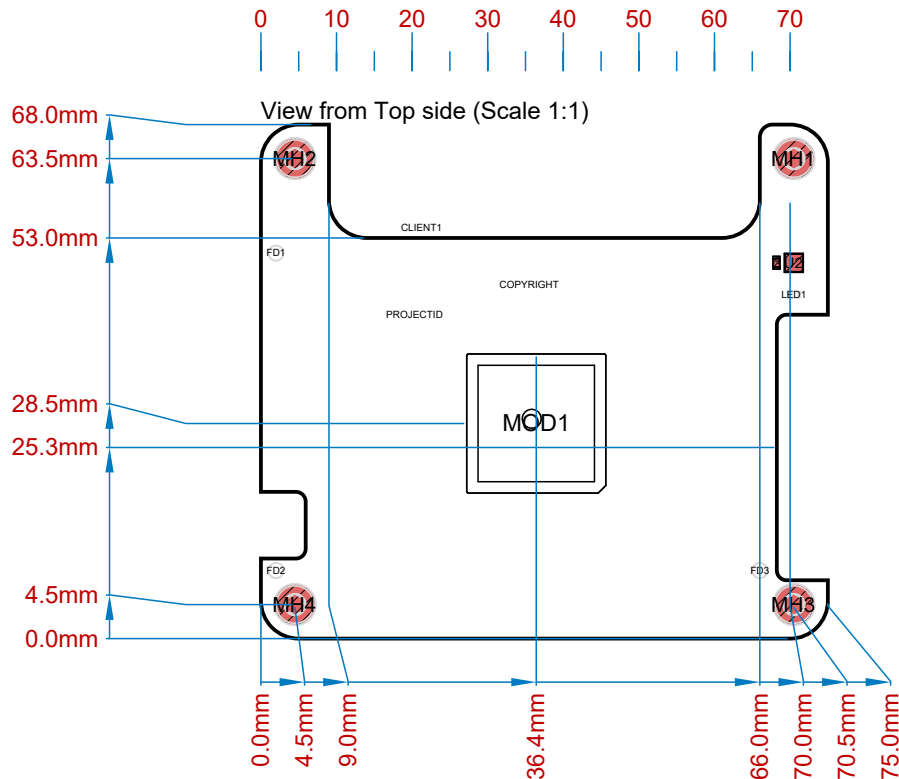 0 10 20 30 40 50 60 70
View from Top side (Scale 1:1)
68.0mm
63.5mm
53.0mm
28.5mm
25.3mm
4.5mm
0.0mm
MH2
MH1
CLIENT1
FD1
J2
COPYRIGHT
LED1
PROJECTID
MOD1
FD2
FD3
MH4
MH3
0.0mm
4.5mm
9.0mm
36.4mm
66.0mm
70.0mm
70.5mm
75.0mm